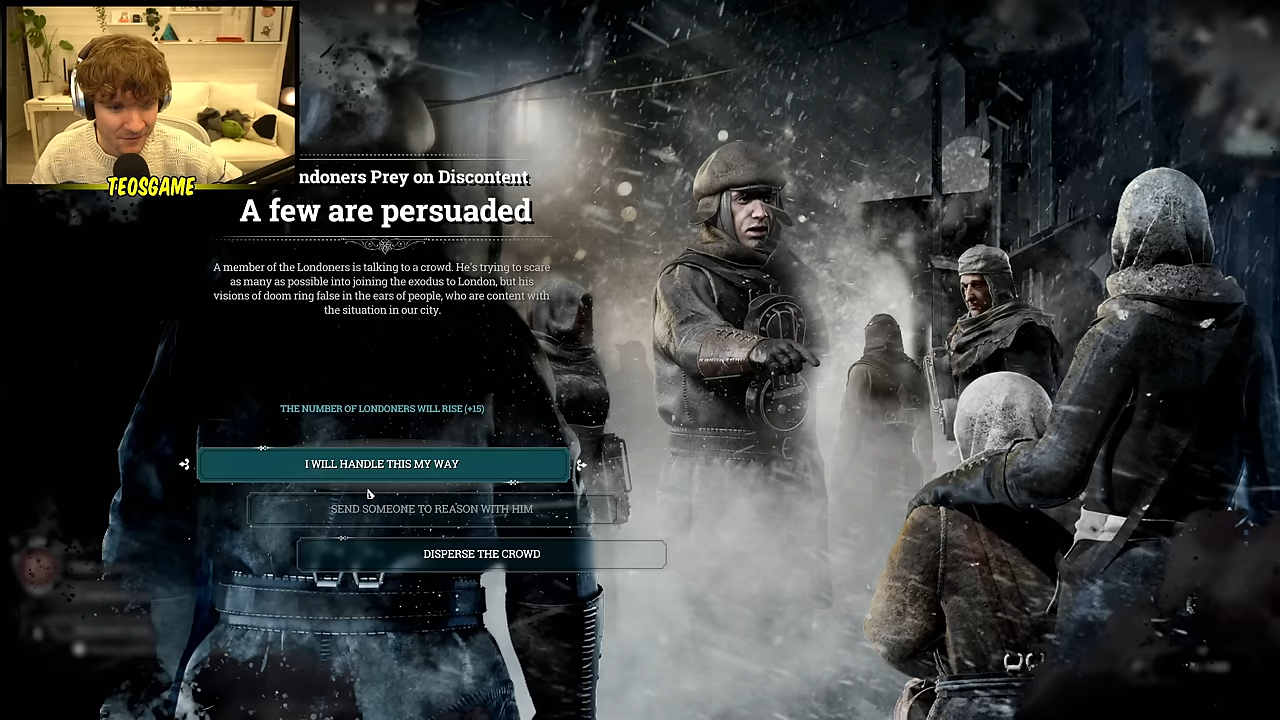 TEOSGAME
ndoners Prey on Discontent
A few are persuaded
A member of the Londoners is talking to a crowd. He's trying to scare
as many as possible into joining the exodus to London, but his
visions of doom ring false in the ears of people, who are content with
the situation in our city.
THE NUMBER OF LONDONERS WILL RISE (+15)
I WILL HANDLE THIS MY WAY
SEND SOMEONE TO REASON WITH HIM
DISPERSE THE CROWD